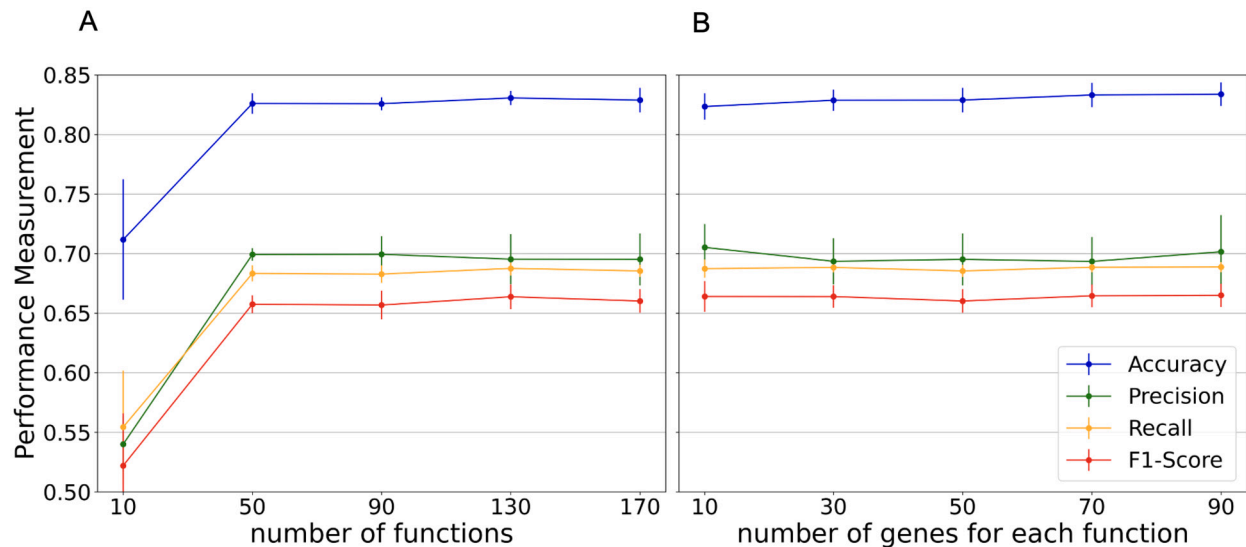 A
B
Performance Measurement
0.85
0.80
0.75
0.70
0.65
0.60
0.55
0.50
10 50 90 130 170
number of functions
10 30 50 70 90
number of genes for each function
Accuracy
Precision
Recall
F1-Score